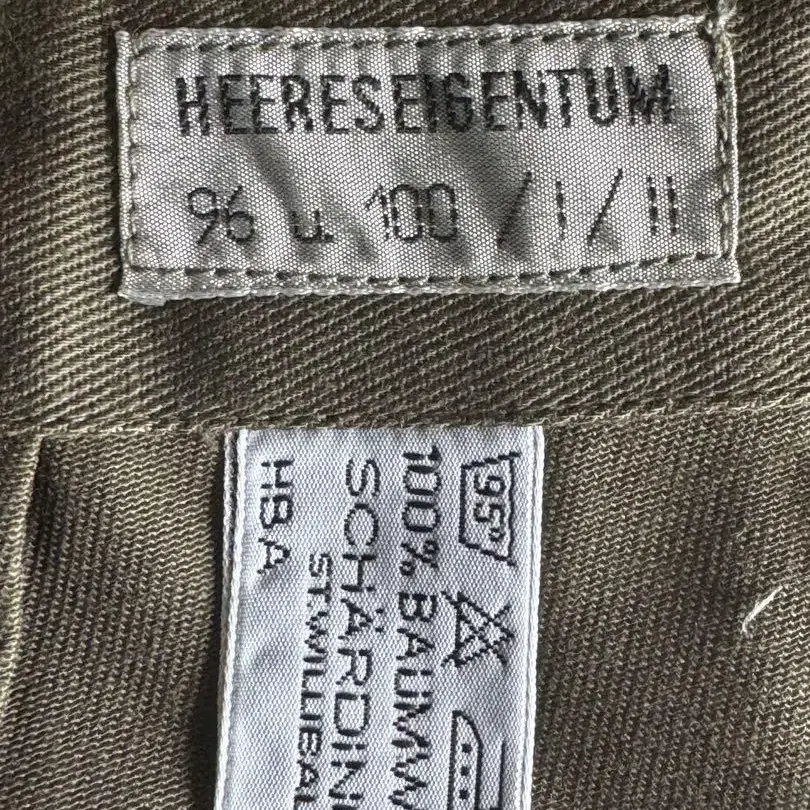 HEERESEIGENTUM
96 u. 100 / I / II
95°
100% BAUMW
SCHÄRDIN
ST.WILLIBAL
HBA